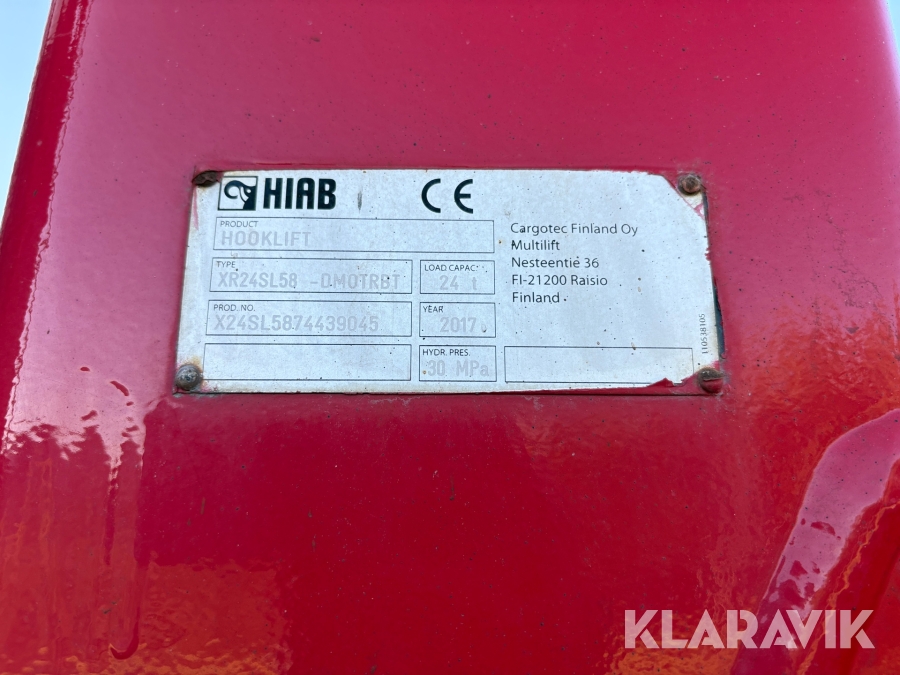 HIAB CE
PRODUCT
HOOKLIFT
TYPE
XR24SL58 -DMOTRBT
LOAD CAPAC.
24 t
PROD. NO.
X24SL5874439045
YEAR
2017
HYDR. PRES.
30 MPa
Cargotec Finland Oy
Multilift
Nesteentie 36
FI-21200 Raisio
Finland
110538106
KLARAVIK